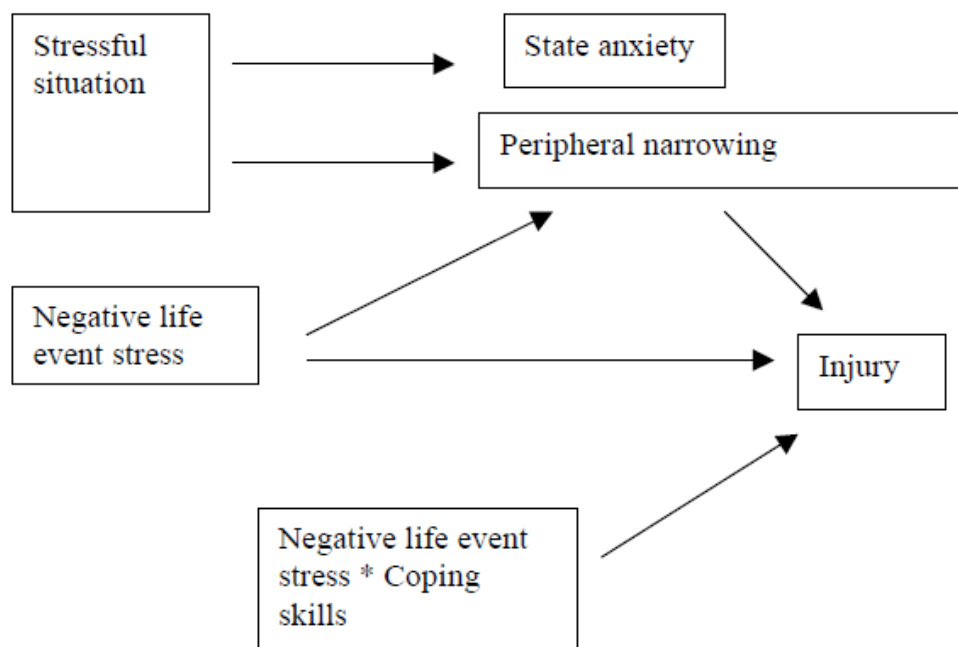 Stressful
situation
State anxiety
Peripheral narrowing
Negative life
event stress
Injury
Negative life event
stress * Coping
skills